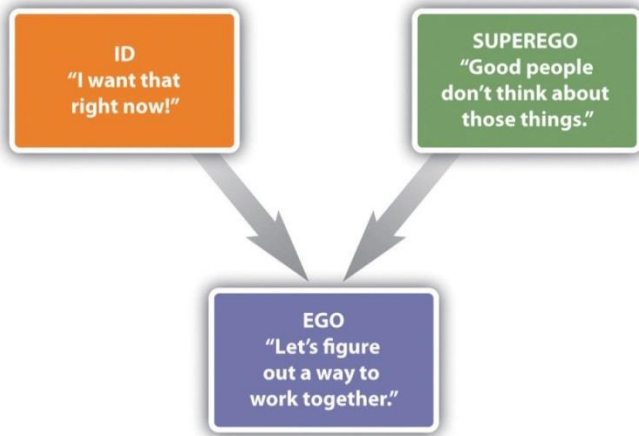 ID
“I want that
right now!”
SUPEREGO
“Good people
don’t think about
those things.”
EGO
“Let’s figure
out a way to
work together.”